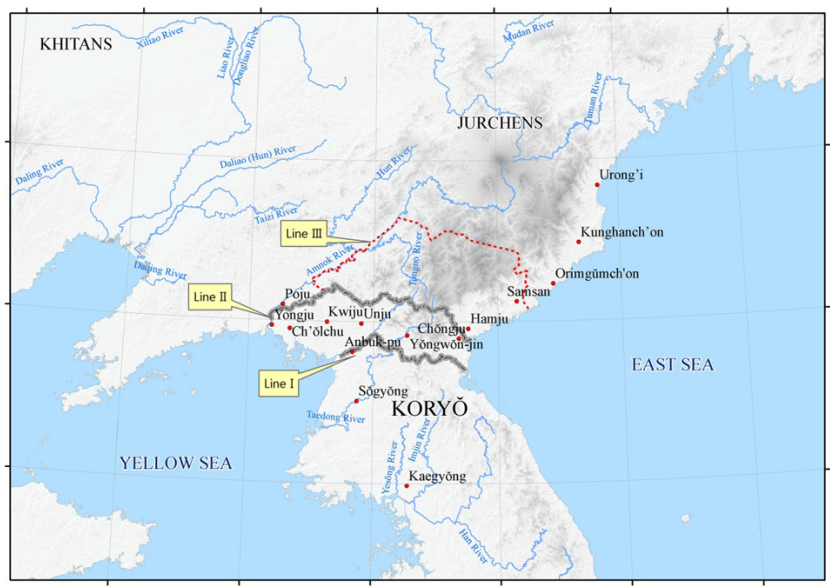 KHITANS
Xiliao River
Liao River
Dongliao River
Mudan River
JURCHENS
Tuman River
Daling River
Daliao (Hun) River
Hun River
Taizi River
Urong'i
Line III
Amnok River
Tungno River
Kunghanch'on
Daqing River
Orimgŭmch'on
Line II
Poju
Samsan
Yongju
Kwiju
Unju
Ch'ŏlchu
Chŏngju
Hamju
Anbuk-pu
Yŏngwŏn-jin
Line I
EAST SEA
Sŏgyŏng
KORYŎ
Taedong River
Imjin River
YELLOW SEA
Yesŏng River
Kaegyŏng
Han River